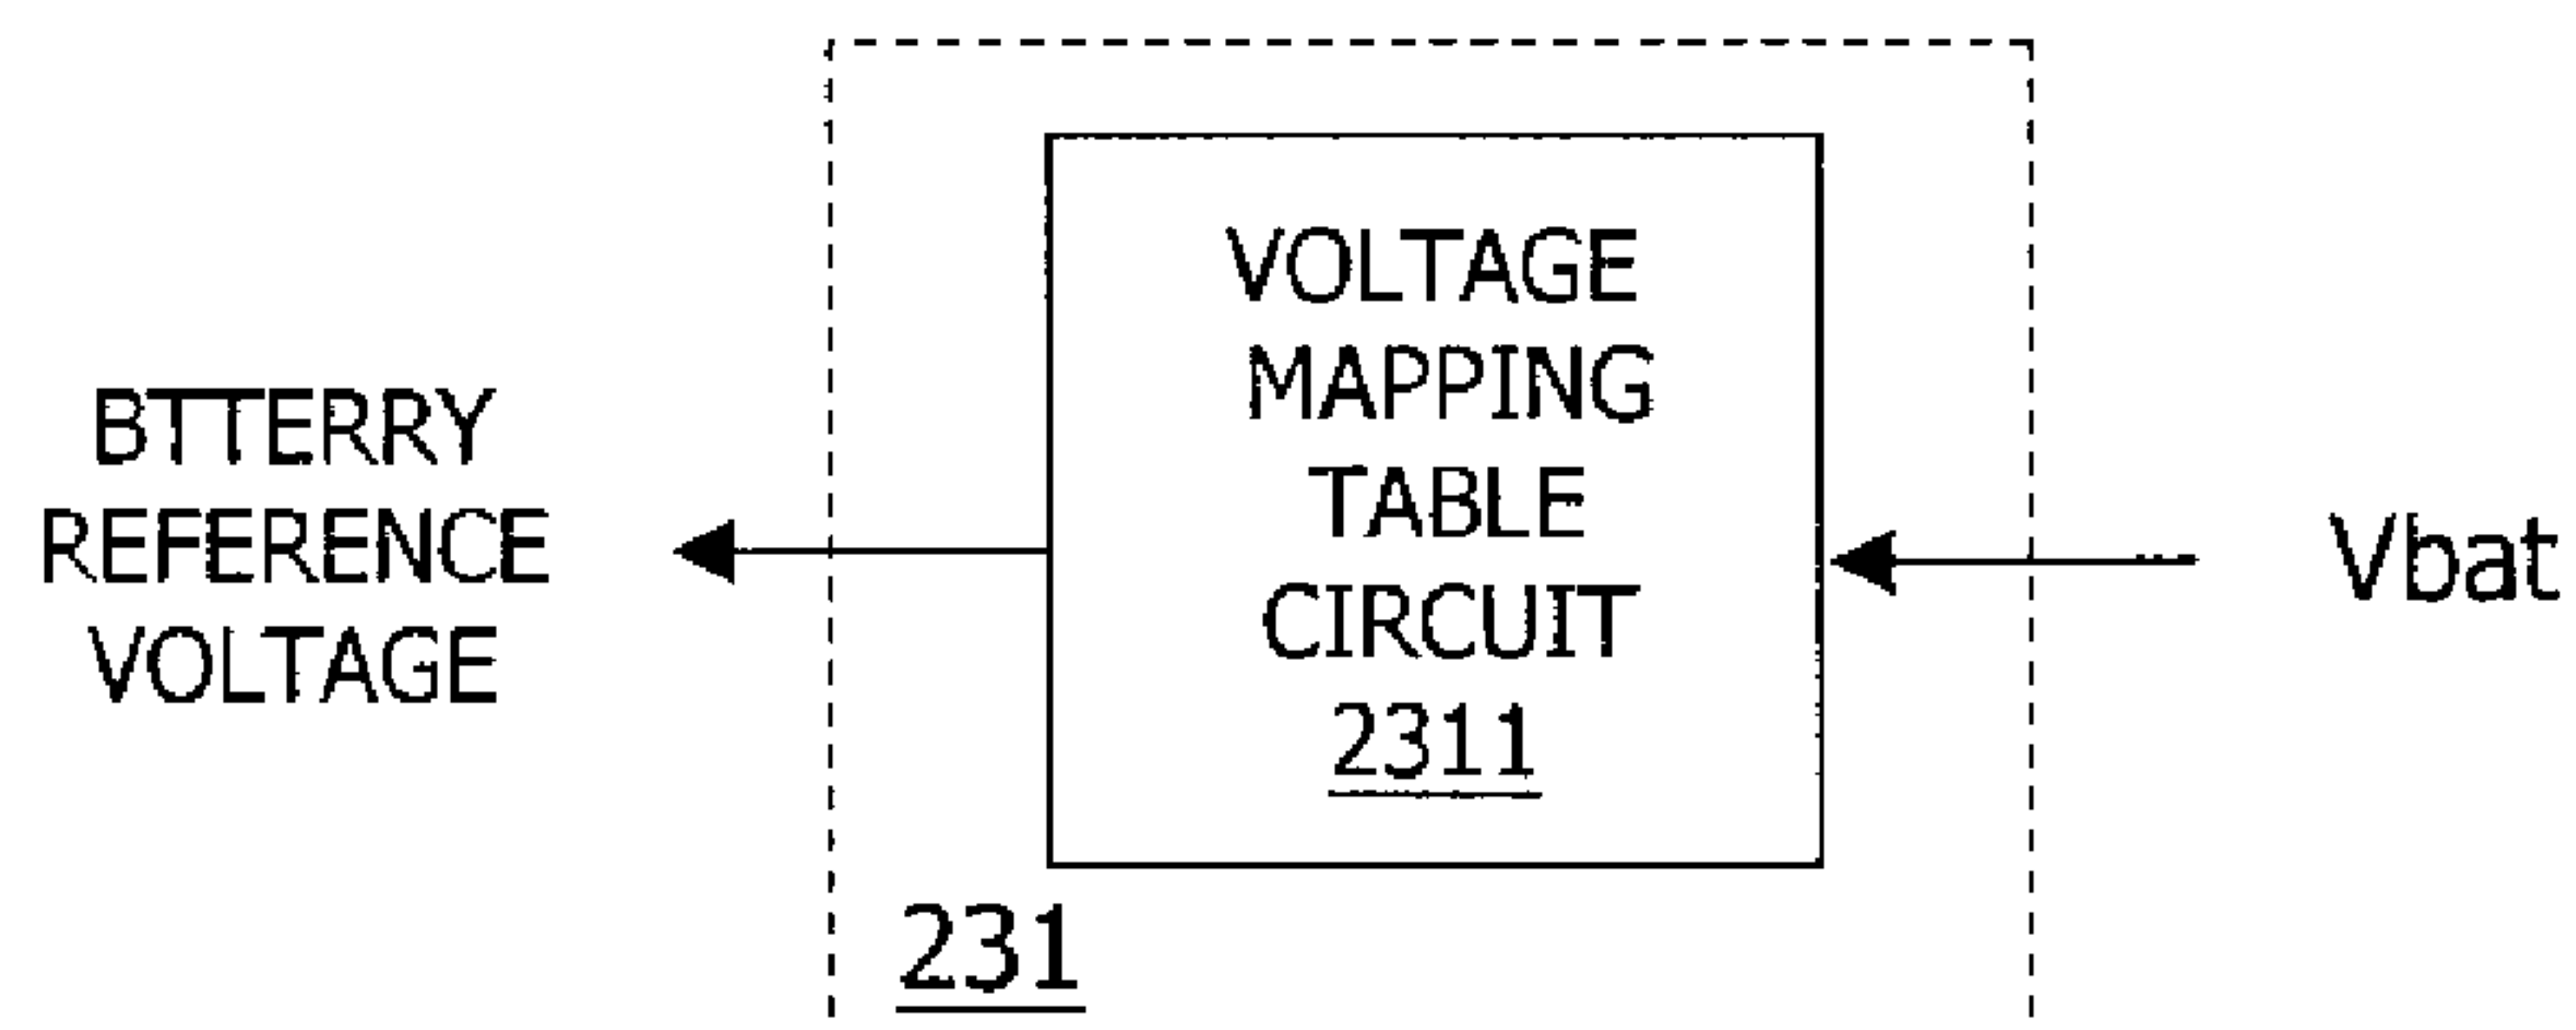 BTTERRY
REFERENCE
VOLTAGE
VOLTAGE
MAPPING
TABLE
CIRCUIT
2311
Vbat
231